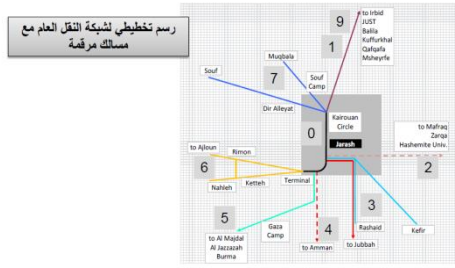 رسم تخطيطي لشبكة النقل العام مع
مسالك مرقمة
9
to Irbid
JUST
Balila
Kuffurkhal
Qafqafa
Msheyrfe
1
Muqbala
Souf
7
Souf
Camp
Dir Alleyat
Kairouan
Circle
0
Jarash
to Mafraq
Zarqa
Hashemite Univ.
2
to Ajloun
Rimon
6
Nahleh
Ketteh
Terminal
3
5
Gaza
Camp
4
Rashaid
Kefir
to Al Majdal
Al Jazzazah
Burma
to Amman
to Jubbah